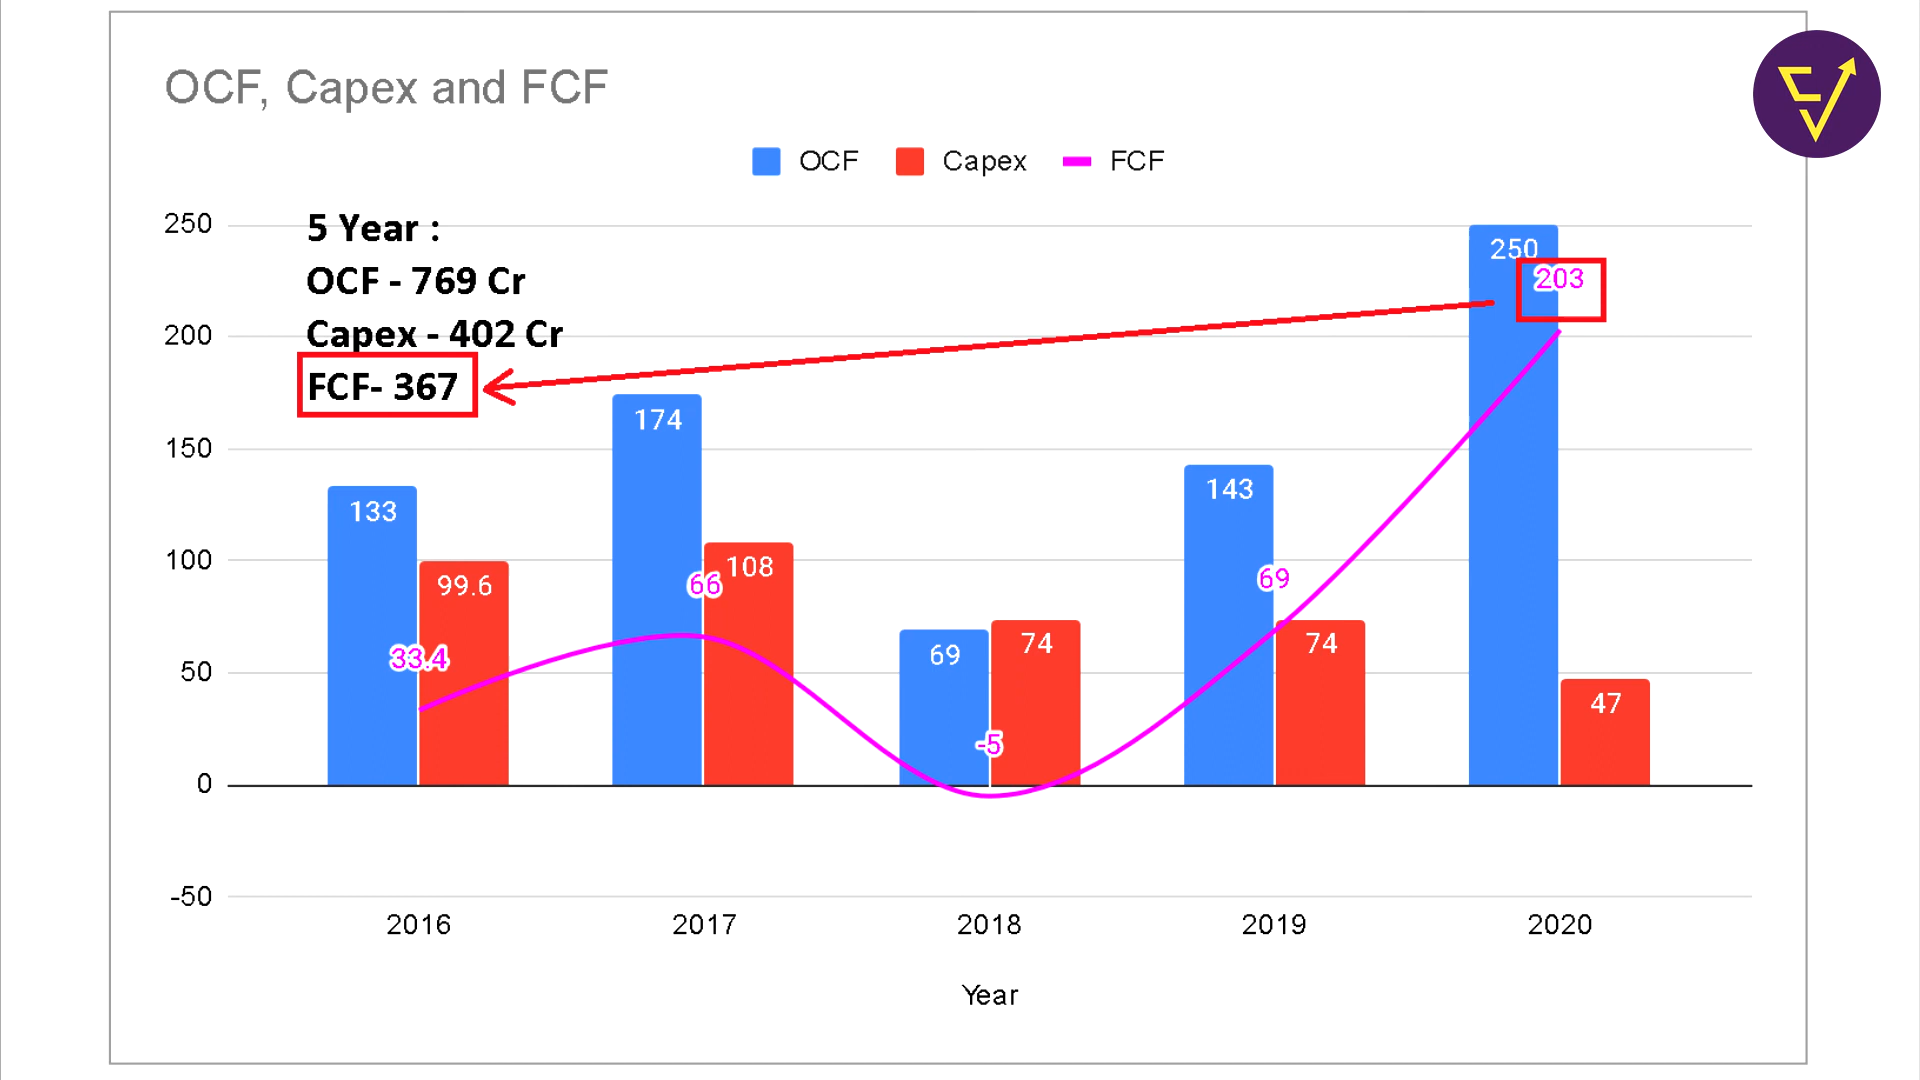 OCF, Capex and FCF
OCF Capex FCF
5 Year :
OCF - 769 Cr
Capex - 402 Cr
FCF- 367
250
200
150
100
50
0
-50
133
99.6
33.4
174
108
66
69
74
-5
143
74
69
250
203
47
2016 2017 2018 2019 2020
Year